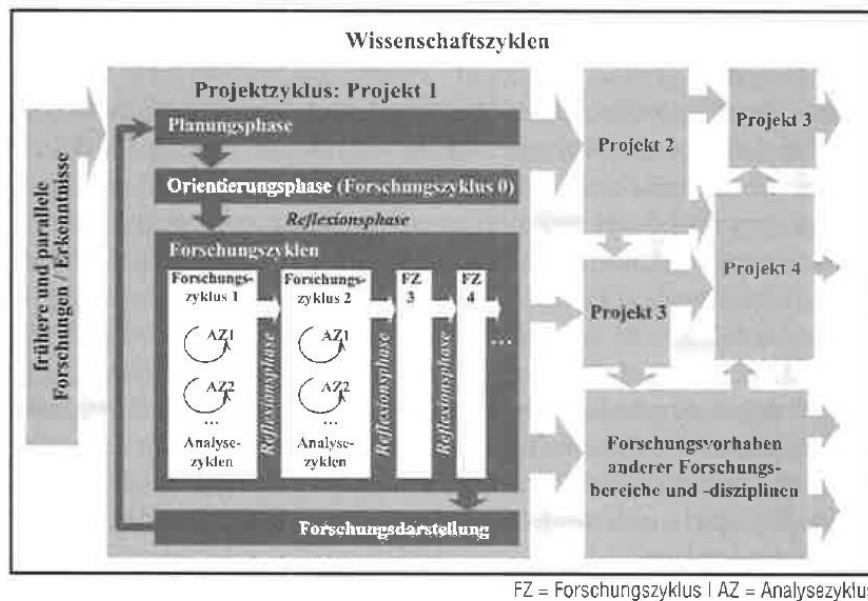 Wissenschaftszyklen
frühere und parallele
Forschungen / Erkenntnisse
Projektzyklus: Projekt 1
Planungsphase
Orientierungsphase (Forschungszyklus 0)
Reflexionsphase
Forschungszyklen
Forschungs-
zyklus 1
AZ1
AZ2
...
Analyse-
zyklen
Reflexionsphase
Forschungs-
zyklus 2
AZ1
AZ2
...
Analyse-
zyklen
Reflexionsphase
FZ
3
Reflexionsphase
FZ
4
...
Forschungsdarstellung
Projekt 2
Projekt 3
Projekt 3
Projekt 4
Forschungsvorhaben
anderer Forschungs-
bereiche und -disziplinen
FZ = Forschungszyklus | AZ = Analysezyklus